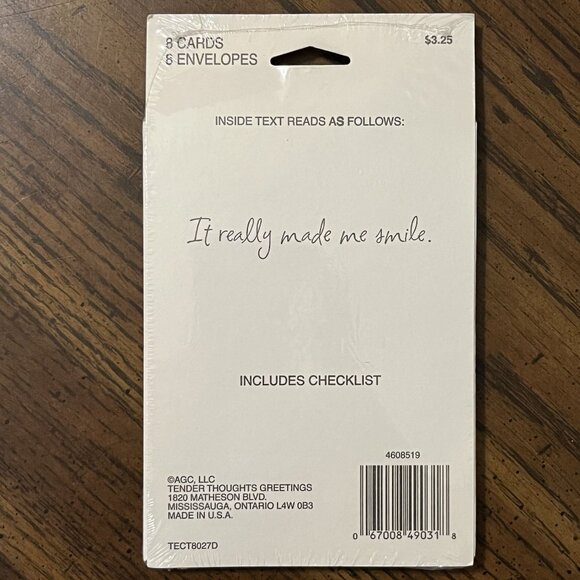 8 CARDS
8 ENVELOPES
$3.25
INSIDE TEXT READS AS FOLLOWS:
It really made me smile.
INCLUDES CHECKLIST
4608519
©AGC, LLC
TENDER THOUGHTS GREETINGS
1820 MATHESON BLVD.
MISSISSAUGA, ONTARIO L4W 0B3
MADE IN U.S.A.
0 67008 49031 8
TECT8027D